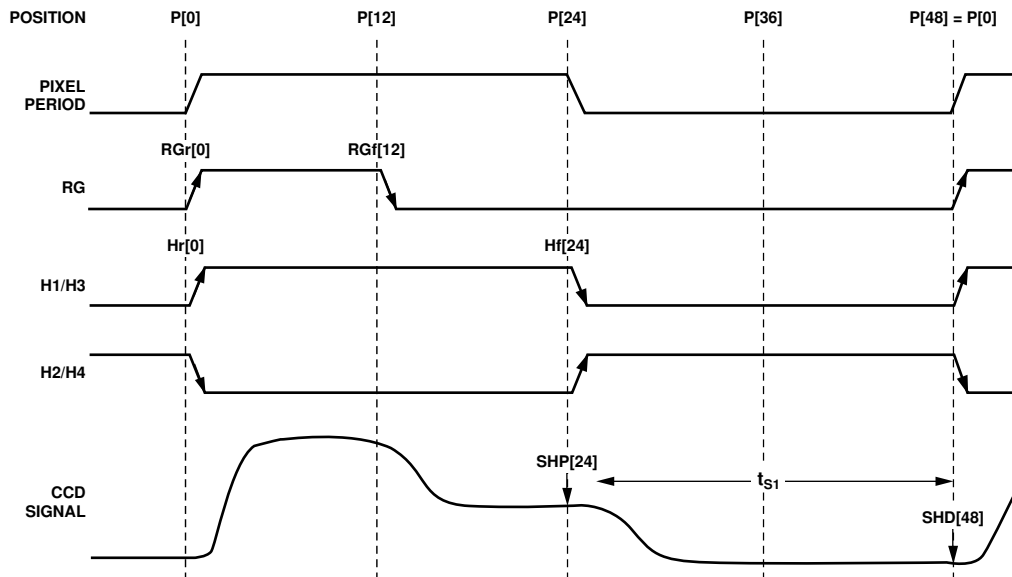 POSITION P[0] P[12] P[24] P[36] P[48] = P[0]
PIXEL
PERIOD
RGr[0] RGf[12]
RG
Hr[0] Hf[24]
H1/H3
H2/H4
SHP[24]
tS1
CCD
SIGNAL
SHD[48]